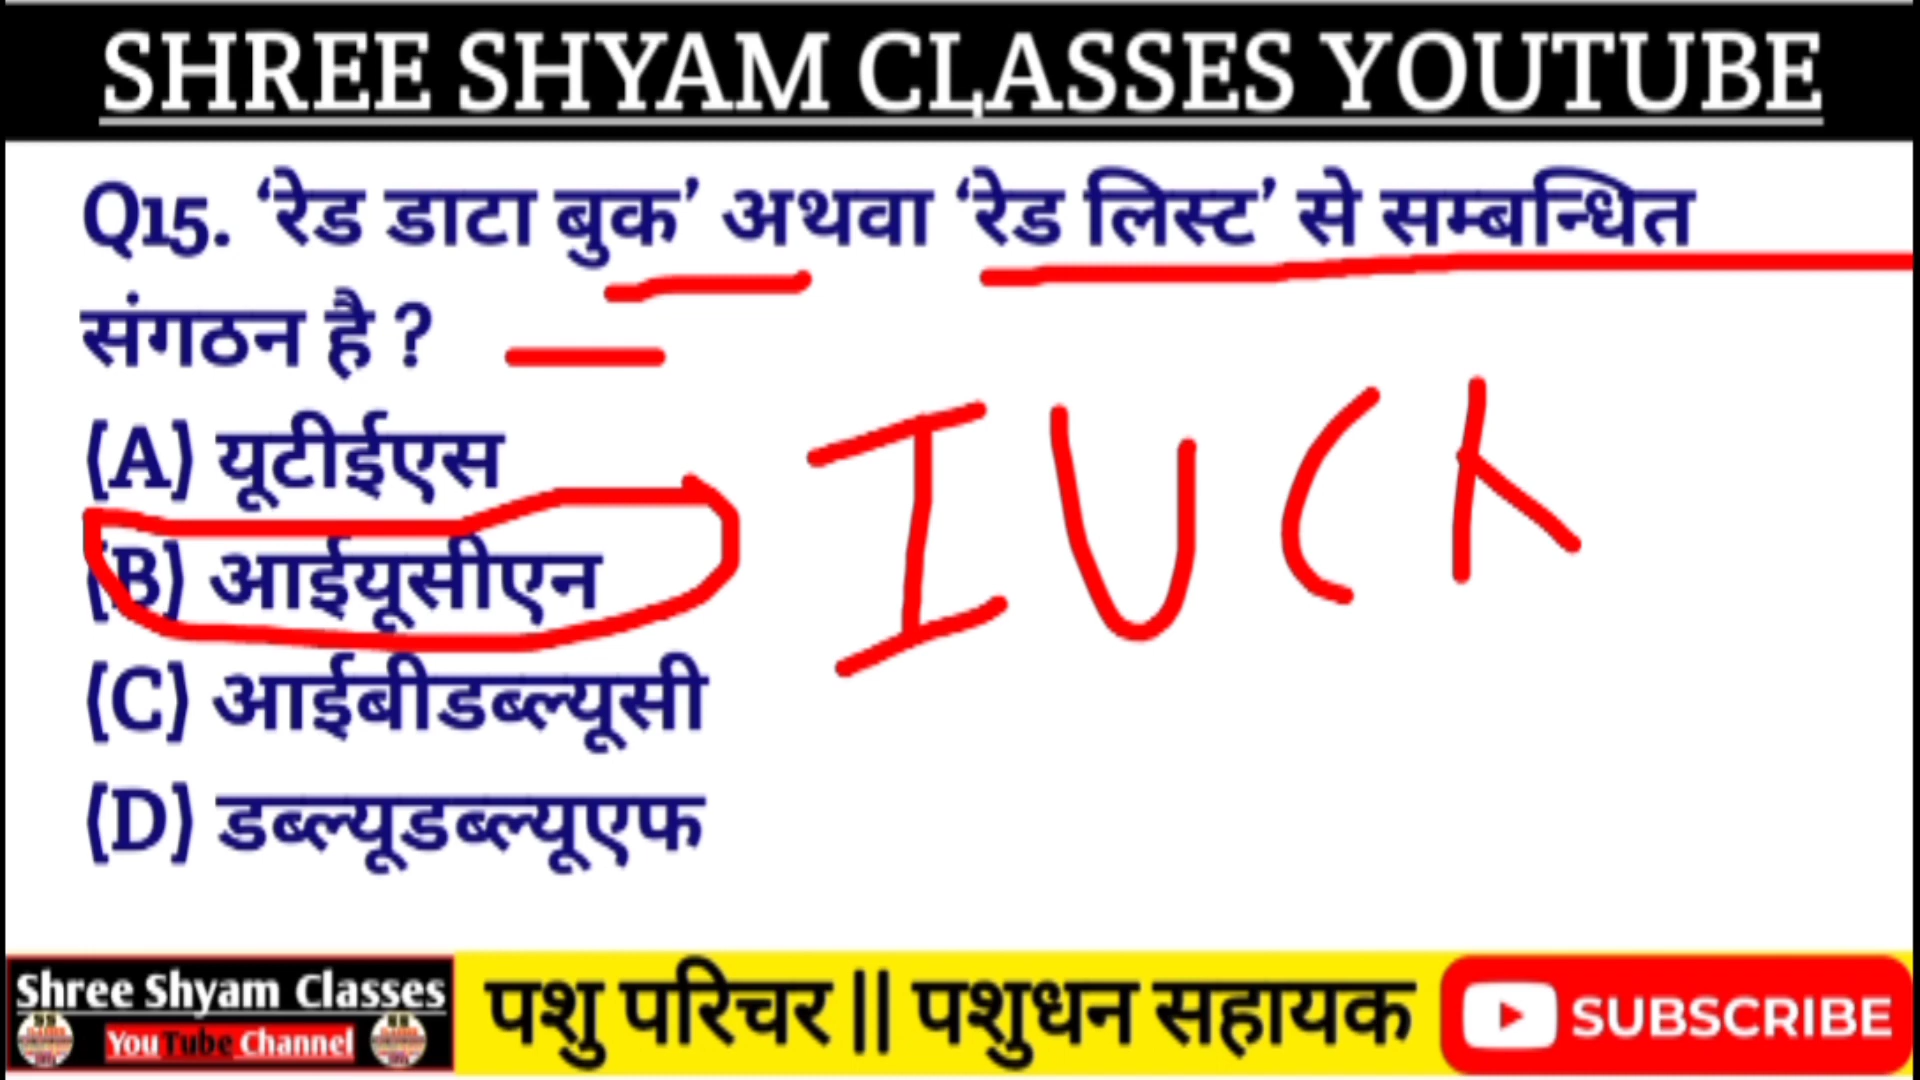 SHREE SHYAM CLASSES YOUTUBE
Q15. ‘रेड डाटा बुक’ अथवा ‘रेड लिस्ट’ से सम्बन्धित
संगठन है ?
(A) यूटीईएस
(B) आईयूसीएन
(C) आईबीडब्ल्यूसी
(D) डब्ल्यूडब्ल्यूएफ
I U C
Shree Shyam Classes
YouTube Channel
पशु परिचर || पशुधन सहायक
SUBSCRIBE